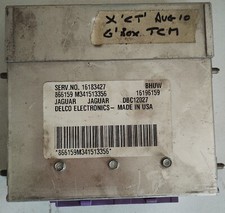 X 'CT' AUG 10
G'BOX TCM
SERV.NO. 16183427 BHUW
866159 M341513356 16196159
JAGUAR JAGUAR DBC12027
DELCO ELECTRONICS- MADE IN USA
*866159M341513356*